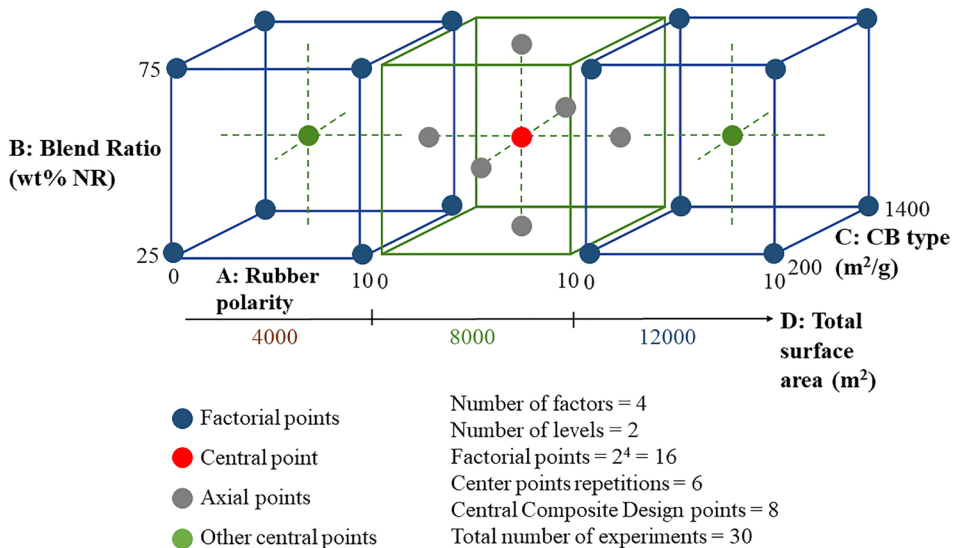 75
B: Blend Ratio
(wt% NR)
25
0
A: Rubber
polarity
10 0
10 0
10
200
1400
C: CB type
(m²/g)
4000
8000
12000
D: Total
surface
area (m²)
Factorial points
Central point
Axial points
Other central points
Number of factors = 4
Number of levels = 2
Factorial points = 2⁴ = 16
Center points repetitions = 6
Central Composite Design points = 8
Total number of experiments = 30